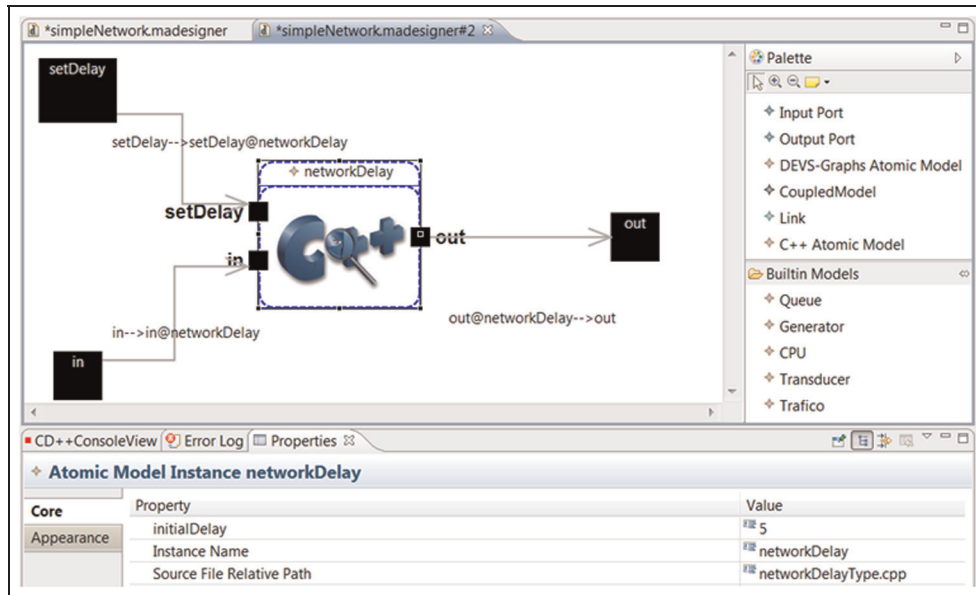 *simpleNetwork.madesigner
*simpleNetwork.madesigner#2
setDelay
setDelay-->setDelay@networkDelay
networkDelay
setDelay
C++
in
out
out
in-->in@networkDelay
out@networkDelay-->out
in
Palette
Input Port
Output Port
DEVS-Graphs Atomic Model
CoupledModel
Link
C++ Atomic Model
Builtin Models
Queue
Generator
CPU
Transducer
Trafico
CD++ConsoleView
Error Log
Properties
Atomic Model Instance networkDelay
Core
Appearance
Property Value
initialDelay 5
Instance Name networkDelay
Source File Relative Path networkDelayType.cpp